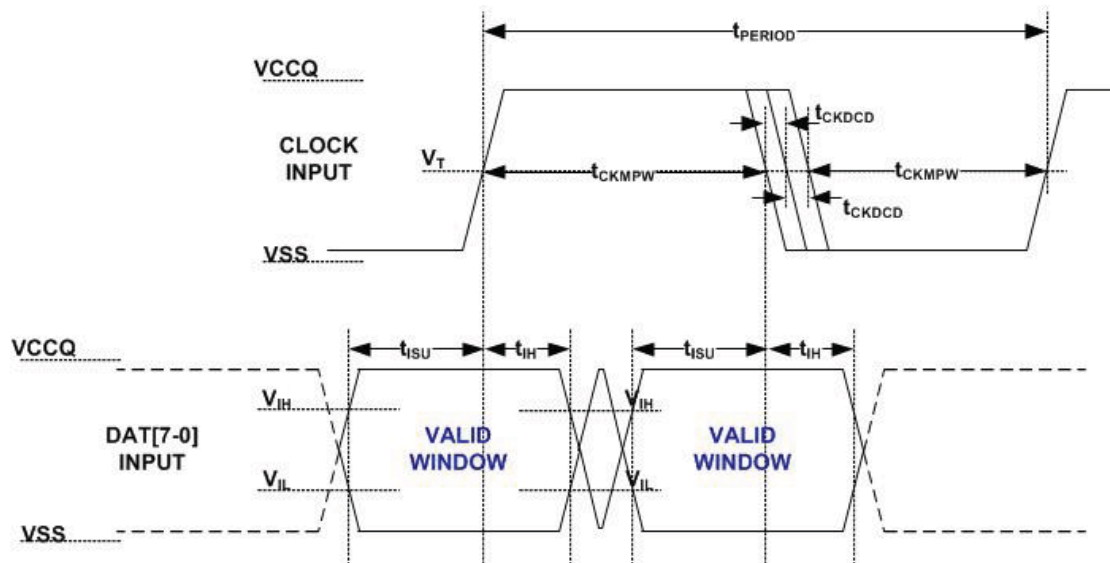 tPERIOD
VCCQ
tCKDCD
CLOCK
INPUT
VT
tCKMPW
tCKMPW
tCKDCD
VSS
VCCQ
tISU
tIH
tISU
tIH
VIH
VIH
DAT[7-0]
INPUT
VALID
WINDOW
VALID
WINDOW
VIL
VIL
VSS